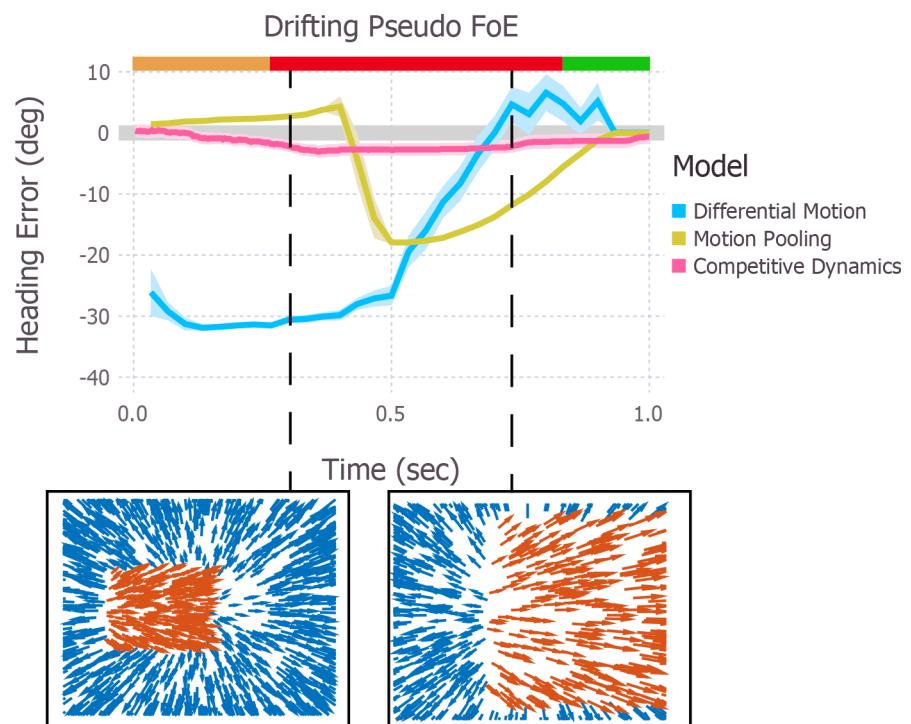 Drifting Pseudo FoE
Heading Error (deg)
10
0
-10
-20
-30
-40
0.0
0.5
1.0
Time (sec)
Model
Differential Motion
Motion Pooling
Competitive Dynamics